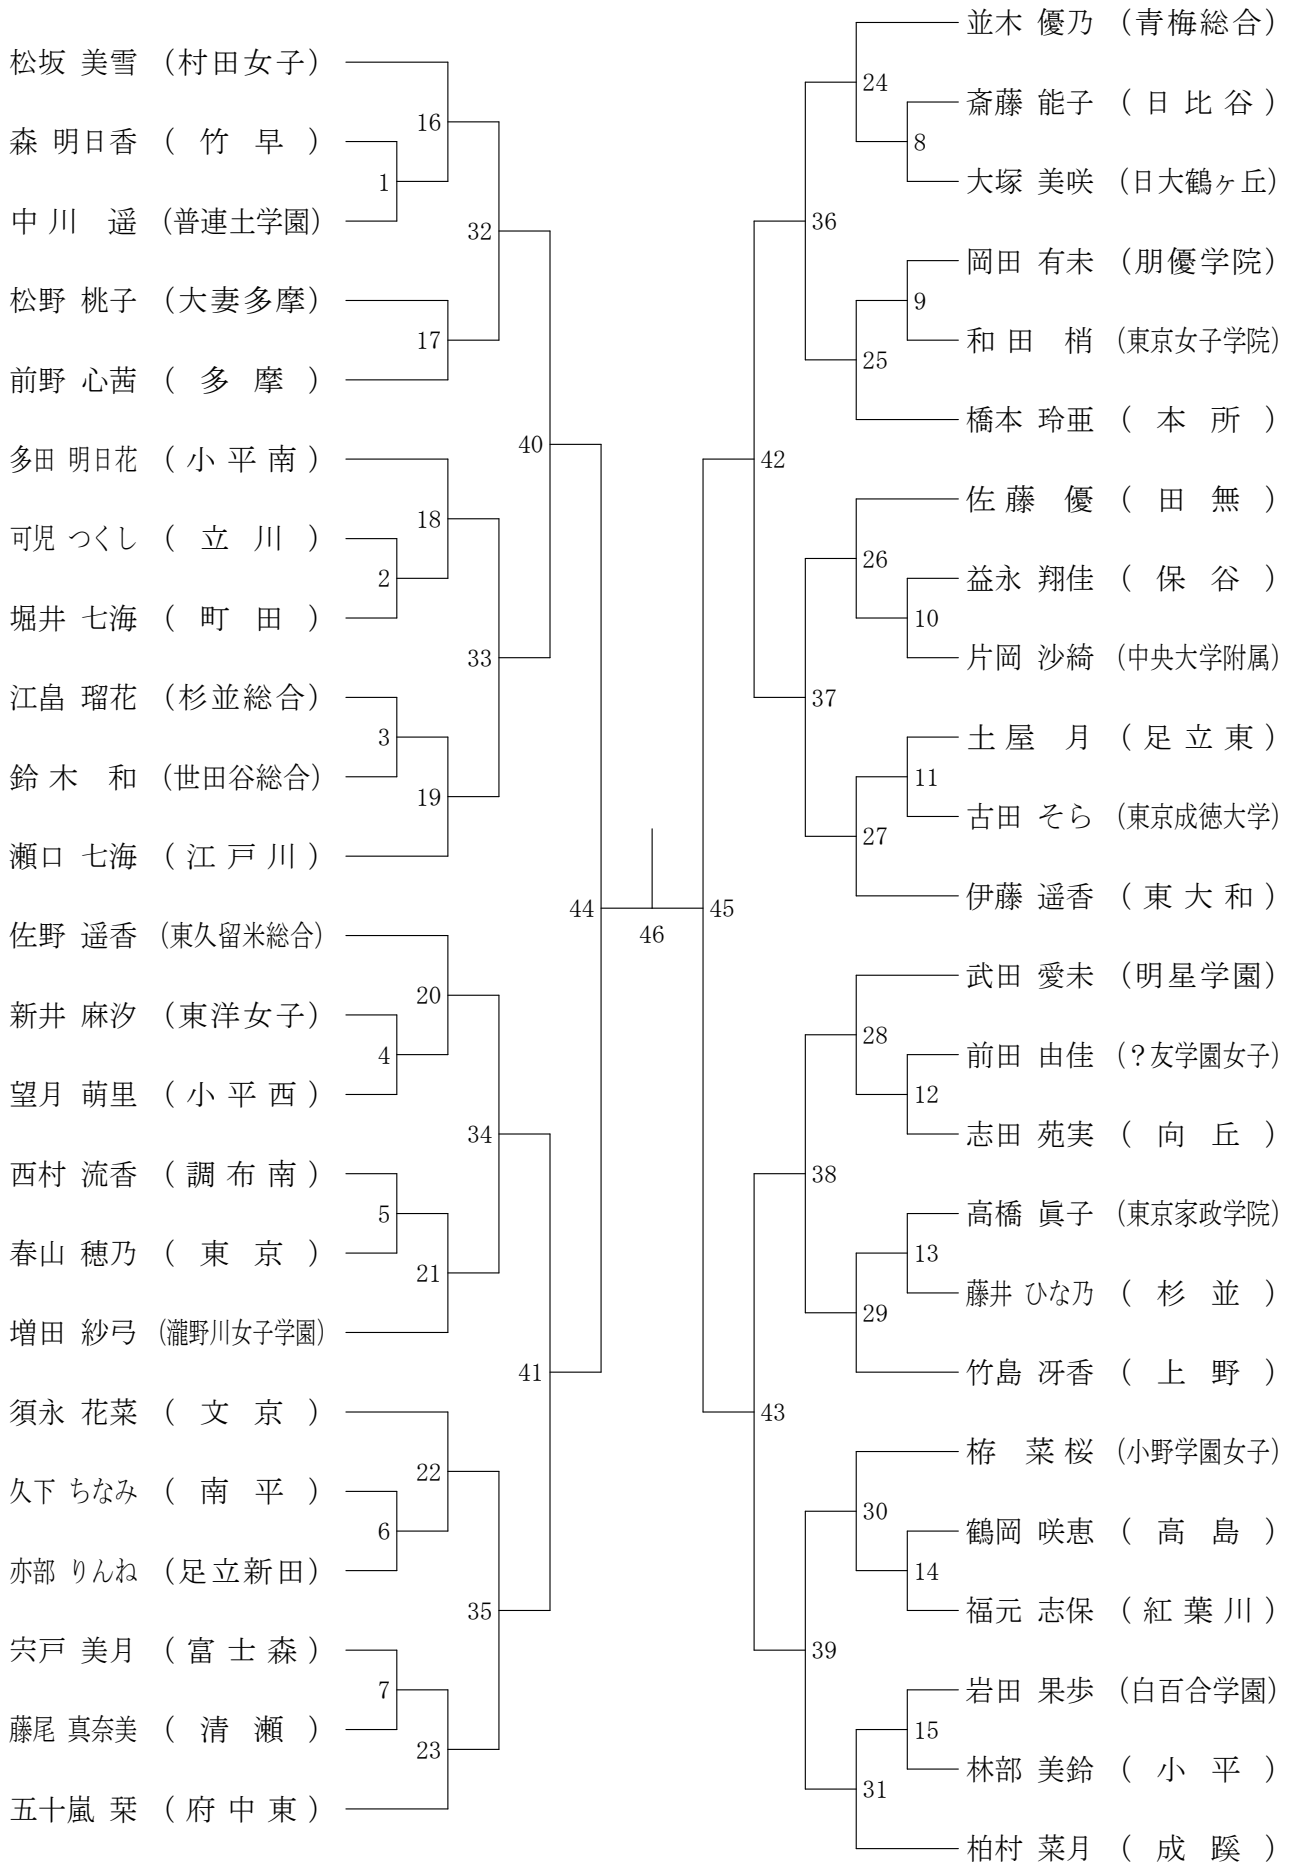 松坂 美雪 (村田女子)
16
森 明日香 (竹早)
1
中川 遥 (普連土学園)
32
松野 桃子 (大妻多摩)
17
前野 心茜 (多摩)
40
多田 明日花 (小平南)
18
可児 つくし (立川)
2
堀井 七海 (町田)
33
江畠 瑠花 (杉並総合)
3
鈴木 和 (世田谷総合)
19
瀬口 七海 (江戸川)
44
佐野 遥香 (東久留米総合)
20
新井 麻汐 (東洋女子)
4
望月 萌里 (小平西)
34
西村 流香 (調布南)
5
春山 穂乃 (東京)
21
増田 紗弓 (瀧野川女子学園)
41
須永 花菜 (文京)
22
久下 ちなみ (南平)
6
亦部 りんね (足立新田)
35
宍戸 美月 (富士森)
7
藤尾 真奈美 (清瀬)
23
五十嵐 栞 (府中東)
46
並木 優乃 (青梅総合)
24
斎藤 能子 (日比谷)
8
大塚 美咲 (日大鶴ヶ丘)
36
岡田 有未 (朋優学院)
9
和田 梢 (東京女子学院)
25
橋本 玲亜 (本所)
42
佐藤 優 (田無)
26
益永 翔佳 (保谷)
10
片岡 沙綺 (中央大学附属)
37
土屋 月 (足立東)
11
古田 そら (東京成徳大学)
27
伊藤 遥香 (東大和)
45
武田 愛未 (明星学園)
28
前田 由佳 (?友学園女子)
12
志田 苑実 (向丘)
38
高橋 眞子 (東京家政学院)
13
藤井 ひな乃 (杉並)
29
竹島 冴香 (上野)
43
栫 菜桜 (小野学園女子)
30
鶴岡 咲恵 (高島)
14
福元 志保 (紅葉川)
39
岩田 果歩 (白百合学園)
15
林部 美鈴 (小平)
31
柏村 菜月 (成蹊)